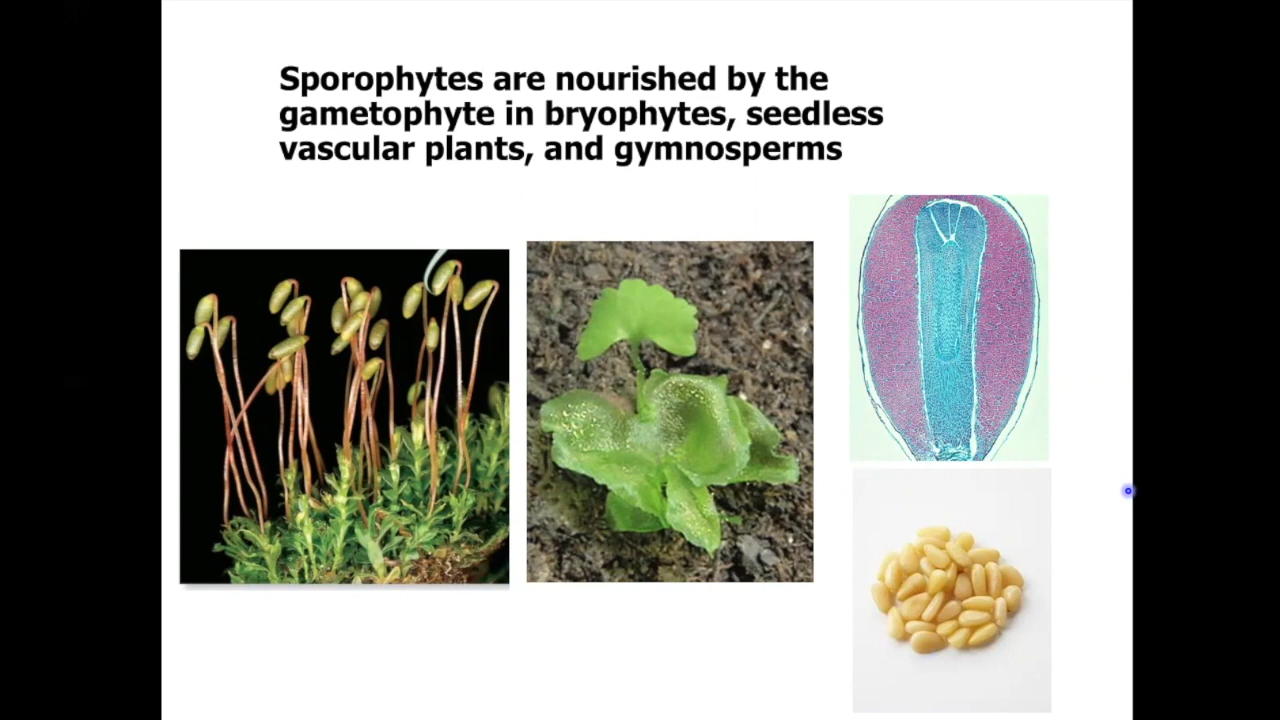 Sporophytes are nourished by the
gametophyte in bryophytes, seedless
vascular plants, and gymnosperms